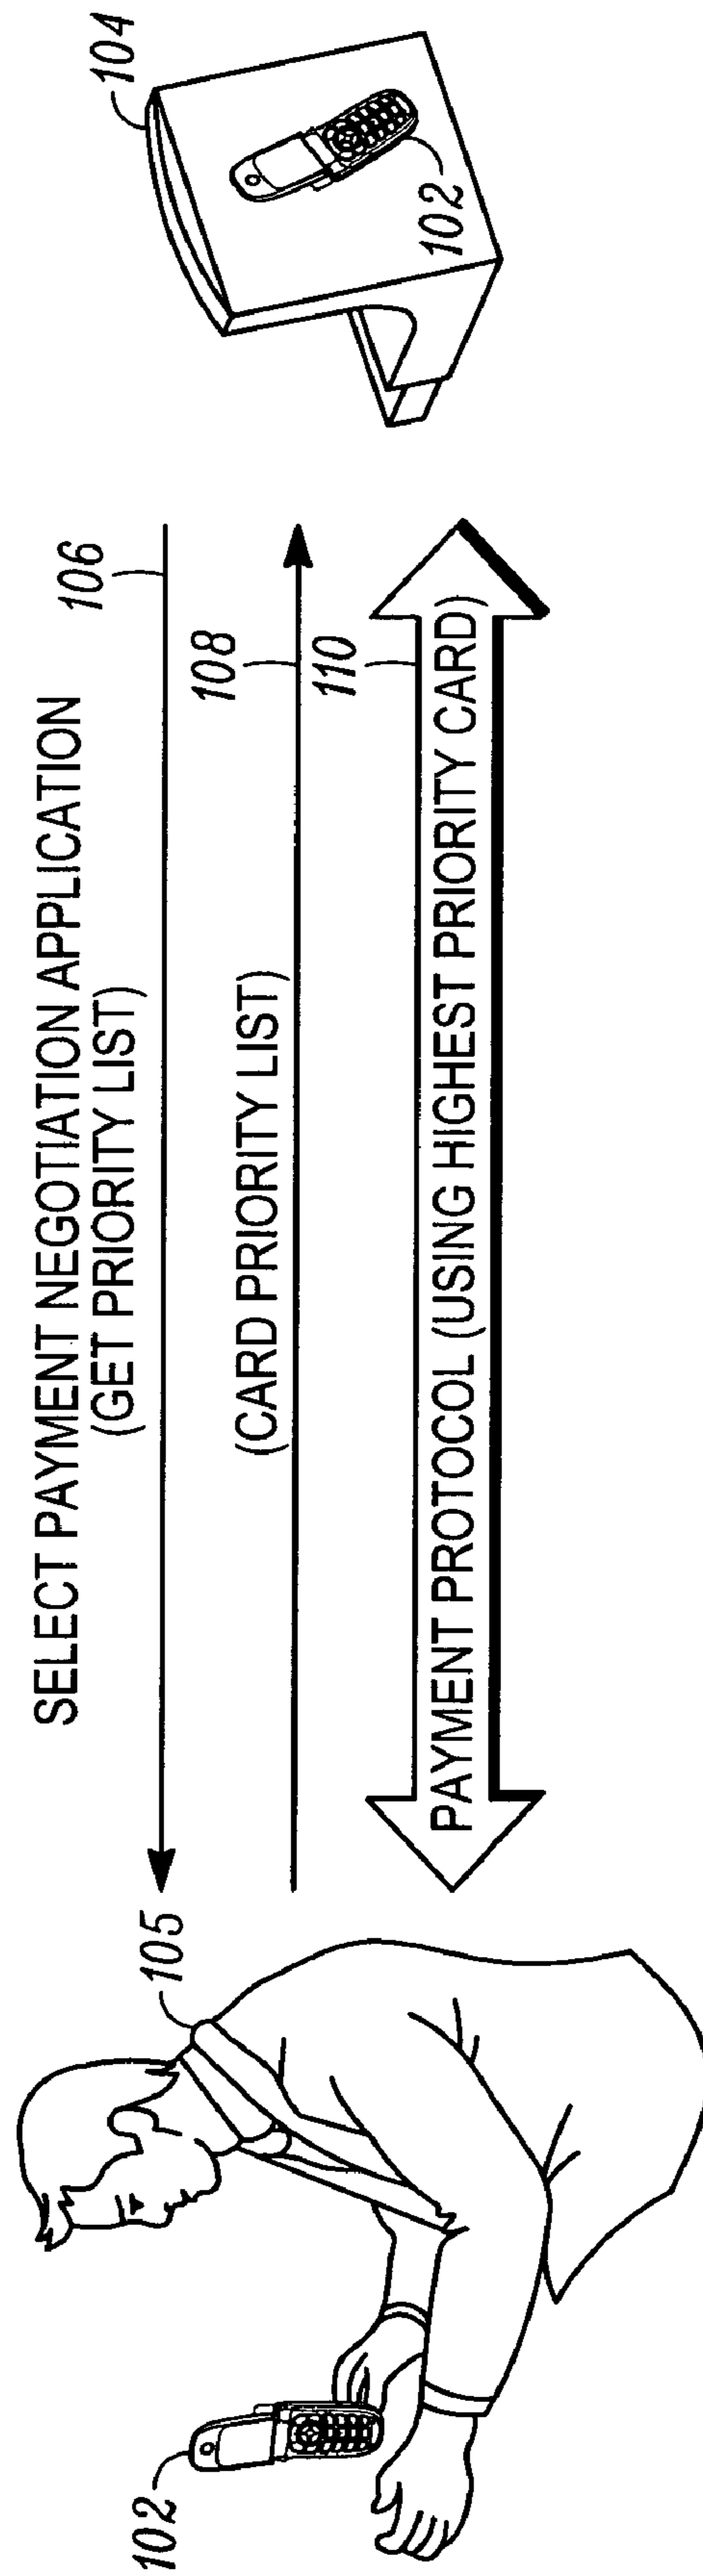 SELECT PAYMENT NEGOTIATION APPLICATION
(GET PRIORITY LIST)
106
(CARD PRIORITY LIST)
108
110
PAYMENT PROTOCOL (USING HIGHEST PRIORITY CARD)
102
105
104
102